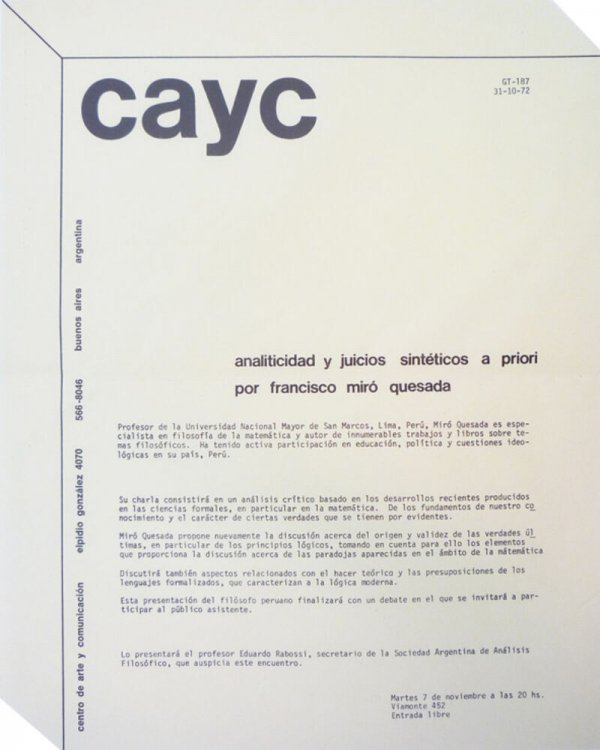 cayc
GT-187
31-10-72
centro de arte y comunicación elpidio gonzález 4070 566-8046 buenos aires argentina
analiticidad y juicios sintéticos a priori
por francisco miró quesada
Profesor de la Universidad Nacional Mayor de San Marcos, Lima, Perú, Miró Quesada es espe-
cialista en filosofía de la matemática y autor de innumerables trabajos y libros sobre te-
mas filosóficos. Ha tenido activa participación en educación, política y cuestiones ideo-
lógicas en su país, Perú.
Su charla consistirá en un análisis crítico basado en los desarrollos recientes producidos
en las ciencias formales, en particular en la matemática. De los fundamentos de nuestro co
nocimiento y el carácter de ciertas verdades que se tienen por evidentes.
Miró Quesada propone nuevamente la discusión acerca del origen y validez de las verdades úl
timas, en particular de los principios lógicos, tomando en cuenta para ello los elementos
que proporciona la discusión acerca de las paradojas aparecidas en el ámbito de la mátemática
Discutirá también aspectos relacionados con el hacer teórico y las presuposiciones de los
lenguajes formalizados, que caracterizan a la lógica moderna.
Esta presentación del filósofo peruano finalizará con un debate en el que se invitará a par-
ticipar al público asistente.
Lo presentará el profesor Eduardo Rabossi, secretario de la Sociedad Argentina de Análisis
Filosófico, que auspicia este encuentro.
Martes 7 de noviembre a las 20 hs.
Viamonte 452
Entrada libre